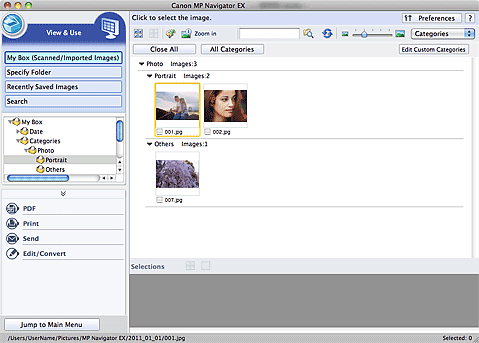 Canon MP Navigator EX
View & Use
Click to select the image.
Preferences
?
Zoom in
Categories
My Box (Scanned/Imported Images)
Specify Folder
Recently Saved Images
Search
Close All
All Categories
Edit Custom Categories
My Box
Date
Categories
Photo
Portrait
Others
Photo Images:3
Portrait Images:2
001.jpg
002.jpg
Others Images:1
007.jpg
PDF
Print
Send
Edit/Convert
Jump to Main Menu
Selections
/Users/UserName/Pictures/MP Navigator EX/2011_01_01/001.jpg
Selected: 0